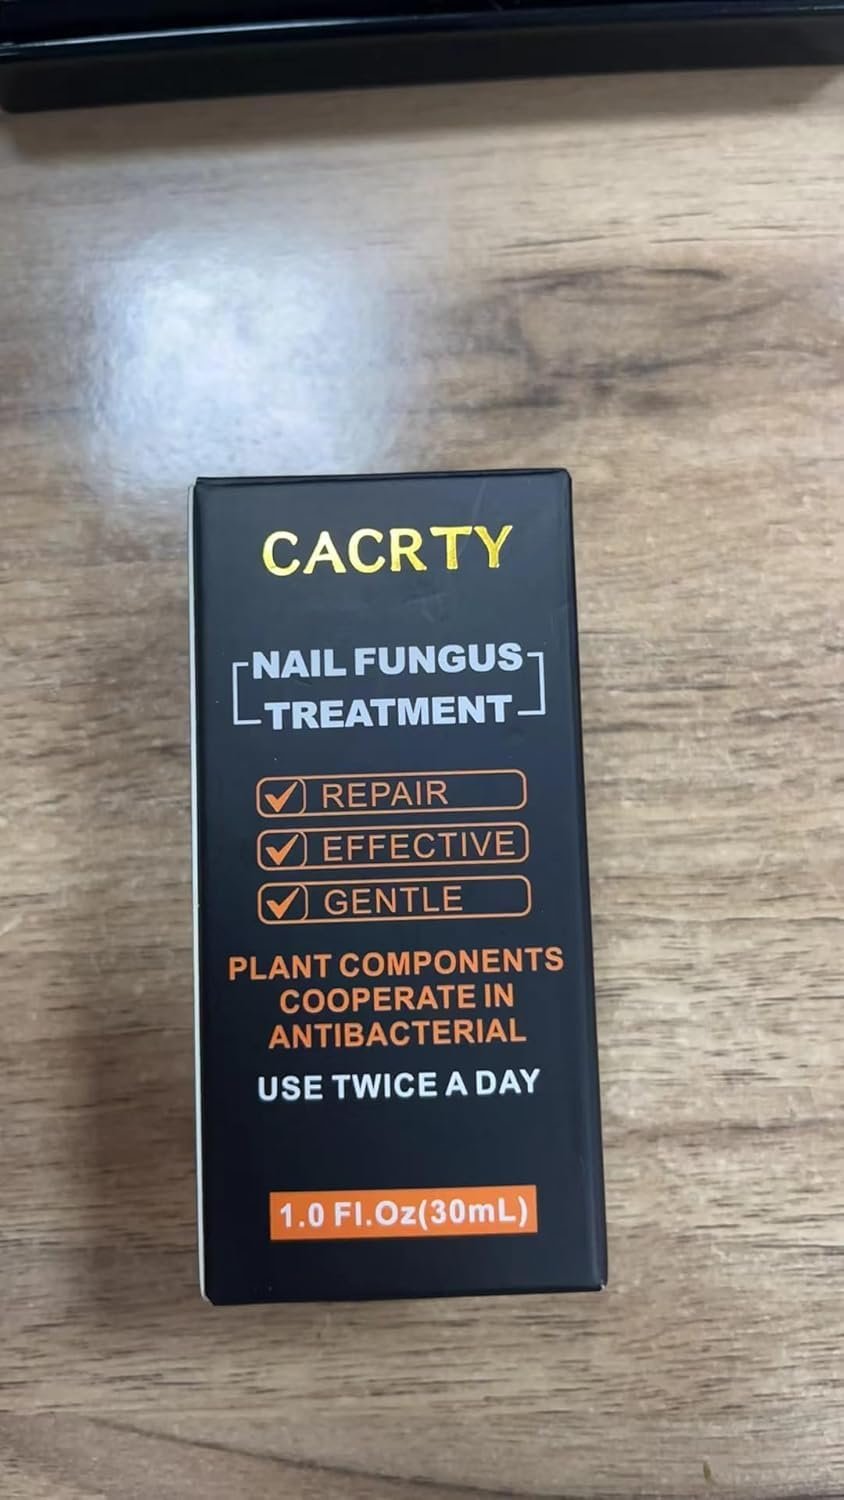 CACRTY
NAIL FUNGUS
TREATMENT
REPAIR
EFFECTIVE
GENTLE
PLANT COMPONENTS
COOPERATE IN
ANTIBACTERIAL
USE TWICE A DAY
1.0 Fl.Oz(30mL)